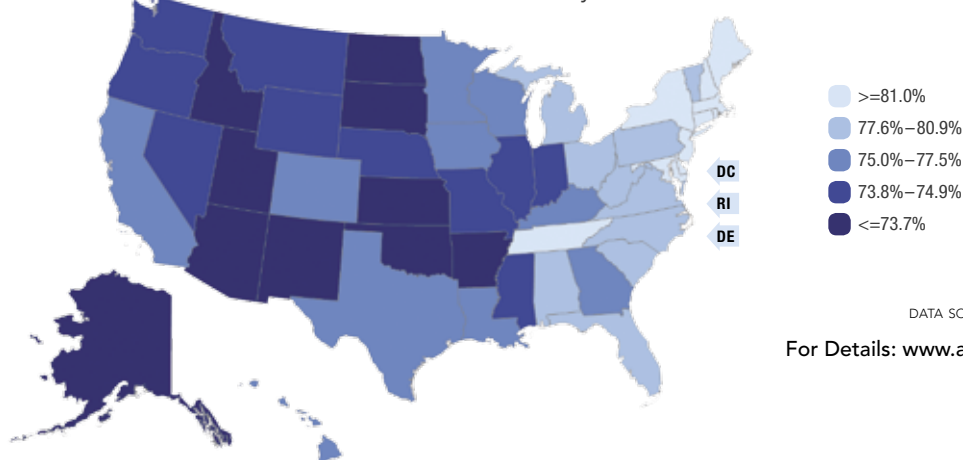 >=81.0%
77.6%–80.9%
75.0%–77.5%
73.8%–74.9%
<=73.7%
DC
RI
DE
DATA SC
For Details: www.a